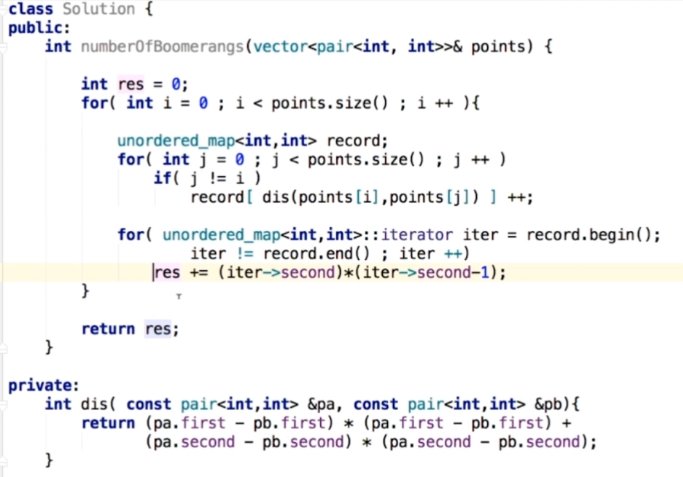 class Solution {
public:
    int numberOfBoomerangs(vector<pair<int, int>>& points) {
        int res = 0;
        for( int i = 0 ; i < points.size() ; i ++ ){
            unordered_map<int,int> record;
            for( int j = 0 ; j < points.size() ; j ++ )
                if( j != i )
                    record[ dis(points[i],points[j]) ] ++;
            for( unordered_map<int,int>::iterator iter = record.begin();
                    iter != record.end() ; iter ++)
                res += (iter->second)*(iter->second-1);
        }
        return res;
    }
private:
    int dis( const pair<int,int> &pa, const pair<int,int> &pb){
        return (pa.first - pb.first) * (pa.first - pb.first) +
               (pa.second - pb.second) * (pa.second - pb.second);
    }